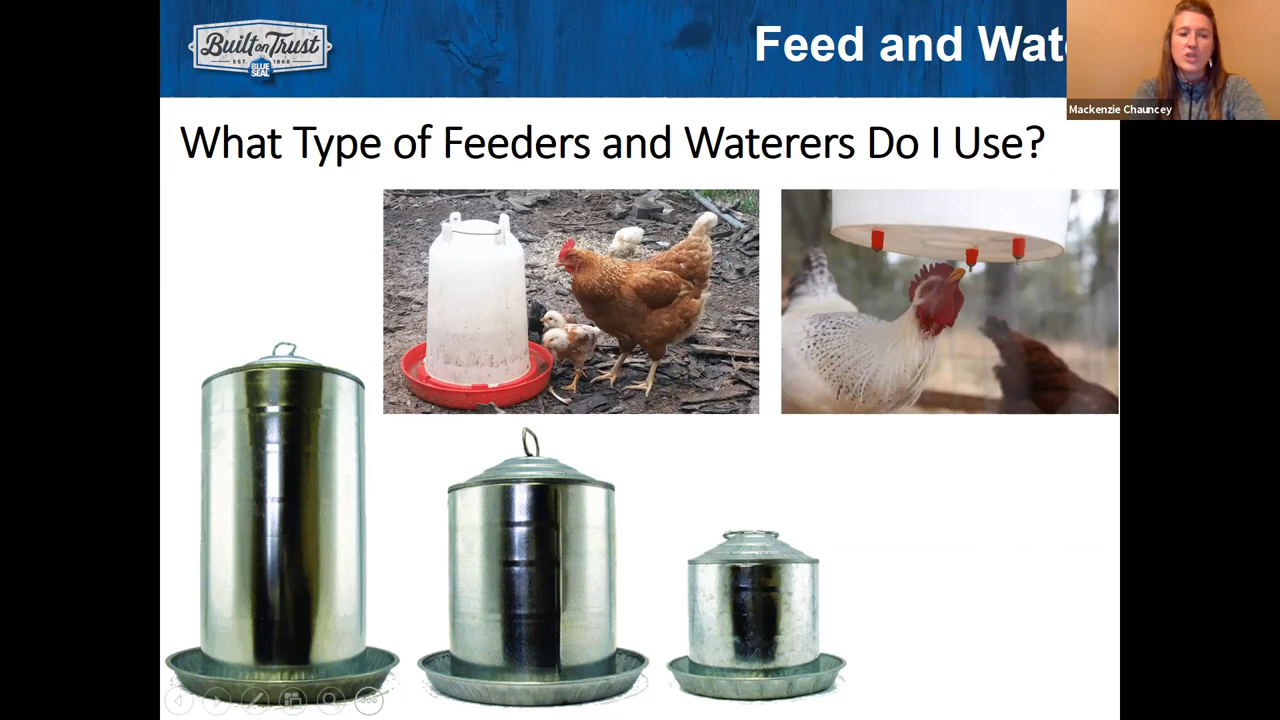 Built on Trust
EST. 1868
BLUE
SEAL
Feed and Wat
Mackenzie Chauncey
What Type of Feeders and Waterers Do I Use?